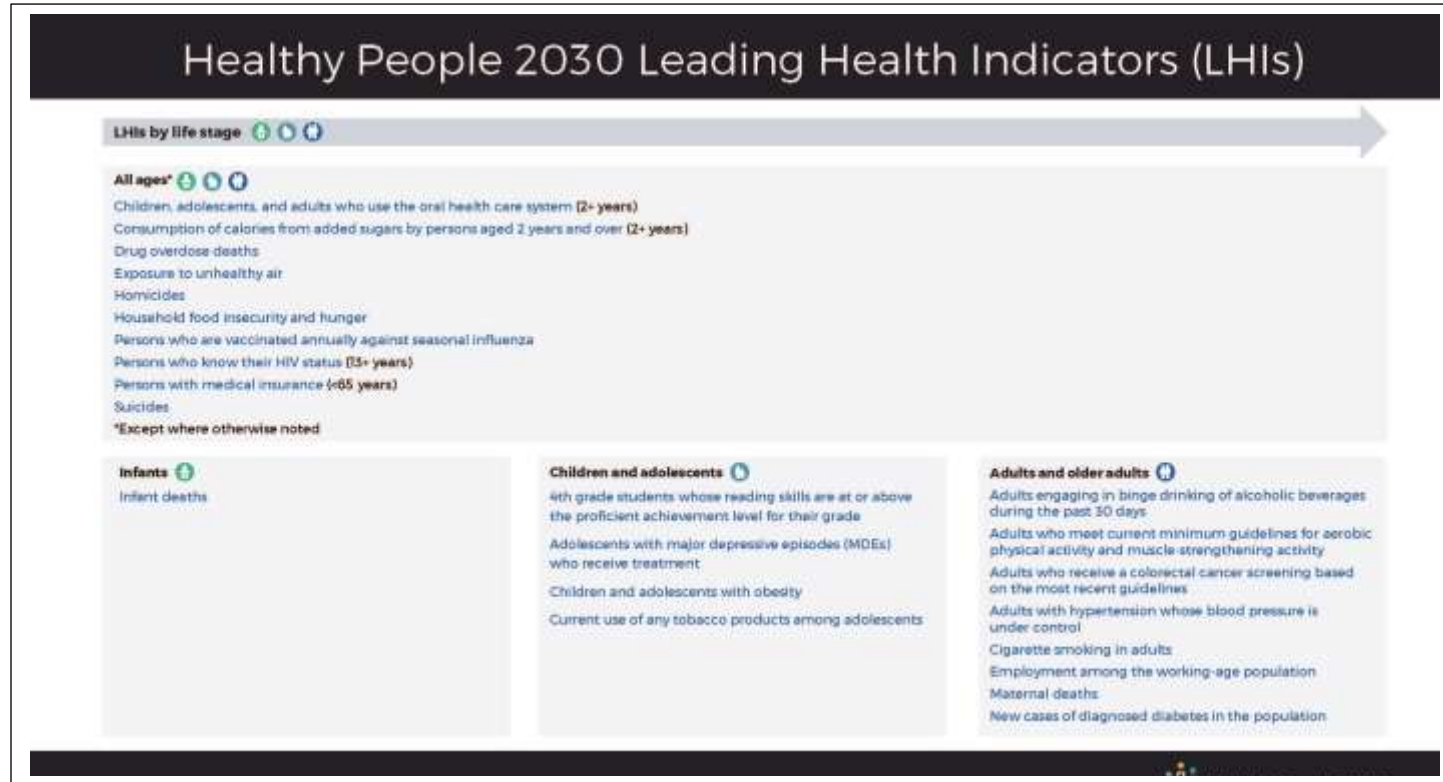 Healthy People 2030 Leading Health Indicators (LHIs)
LHIs by life stage
All ages*
Children, adolescents, and adults who use the oral health care system (2+ years)
Consumption of calories from added sugars by persons aged 2 years and over (2+ years)
Drug overdose deaths
Exposure to unhealthy air
Homicides
Household food insecurity and hunger
Persons who are vaccinated annually against seasonal influenza
Persons who know their HIV status (13+ years)
Persons with medical insurance (<65 years)
Suicides
*Except where otherwise noted
Infants
Infant deaths
Children and adolescents
4th grade students whose reading skills are at or above
the proficient achievement level for their grade
Adolescents with major depressive episodes (MDEs)
who receive treatment
Children and adolescents with obesity
Current use of any tobacco products among adolescents
Adults and older adults
Adults engaging in binge drinking of alcoholic beverages
during the past 30 days
Adults who meet current minimum guidelines for aerobic
physical activity and muscle-strengthening activity
Adults who receive a colorectal cancer screening based
on the most recent guidelines
Adults with hypertension whose blood pressure is
under control
Cigarette smoking in adults
Employment among the working-age population
Maternal deaths
New cases of diagnosed diabetes in the population